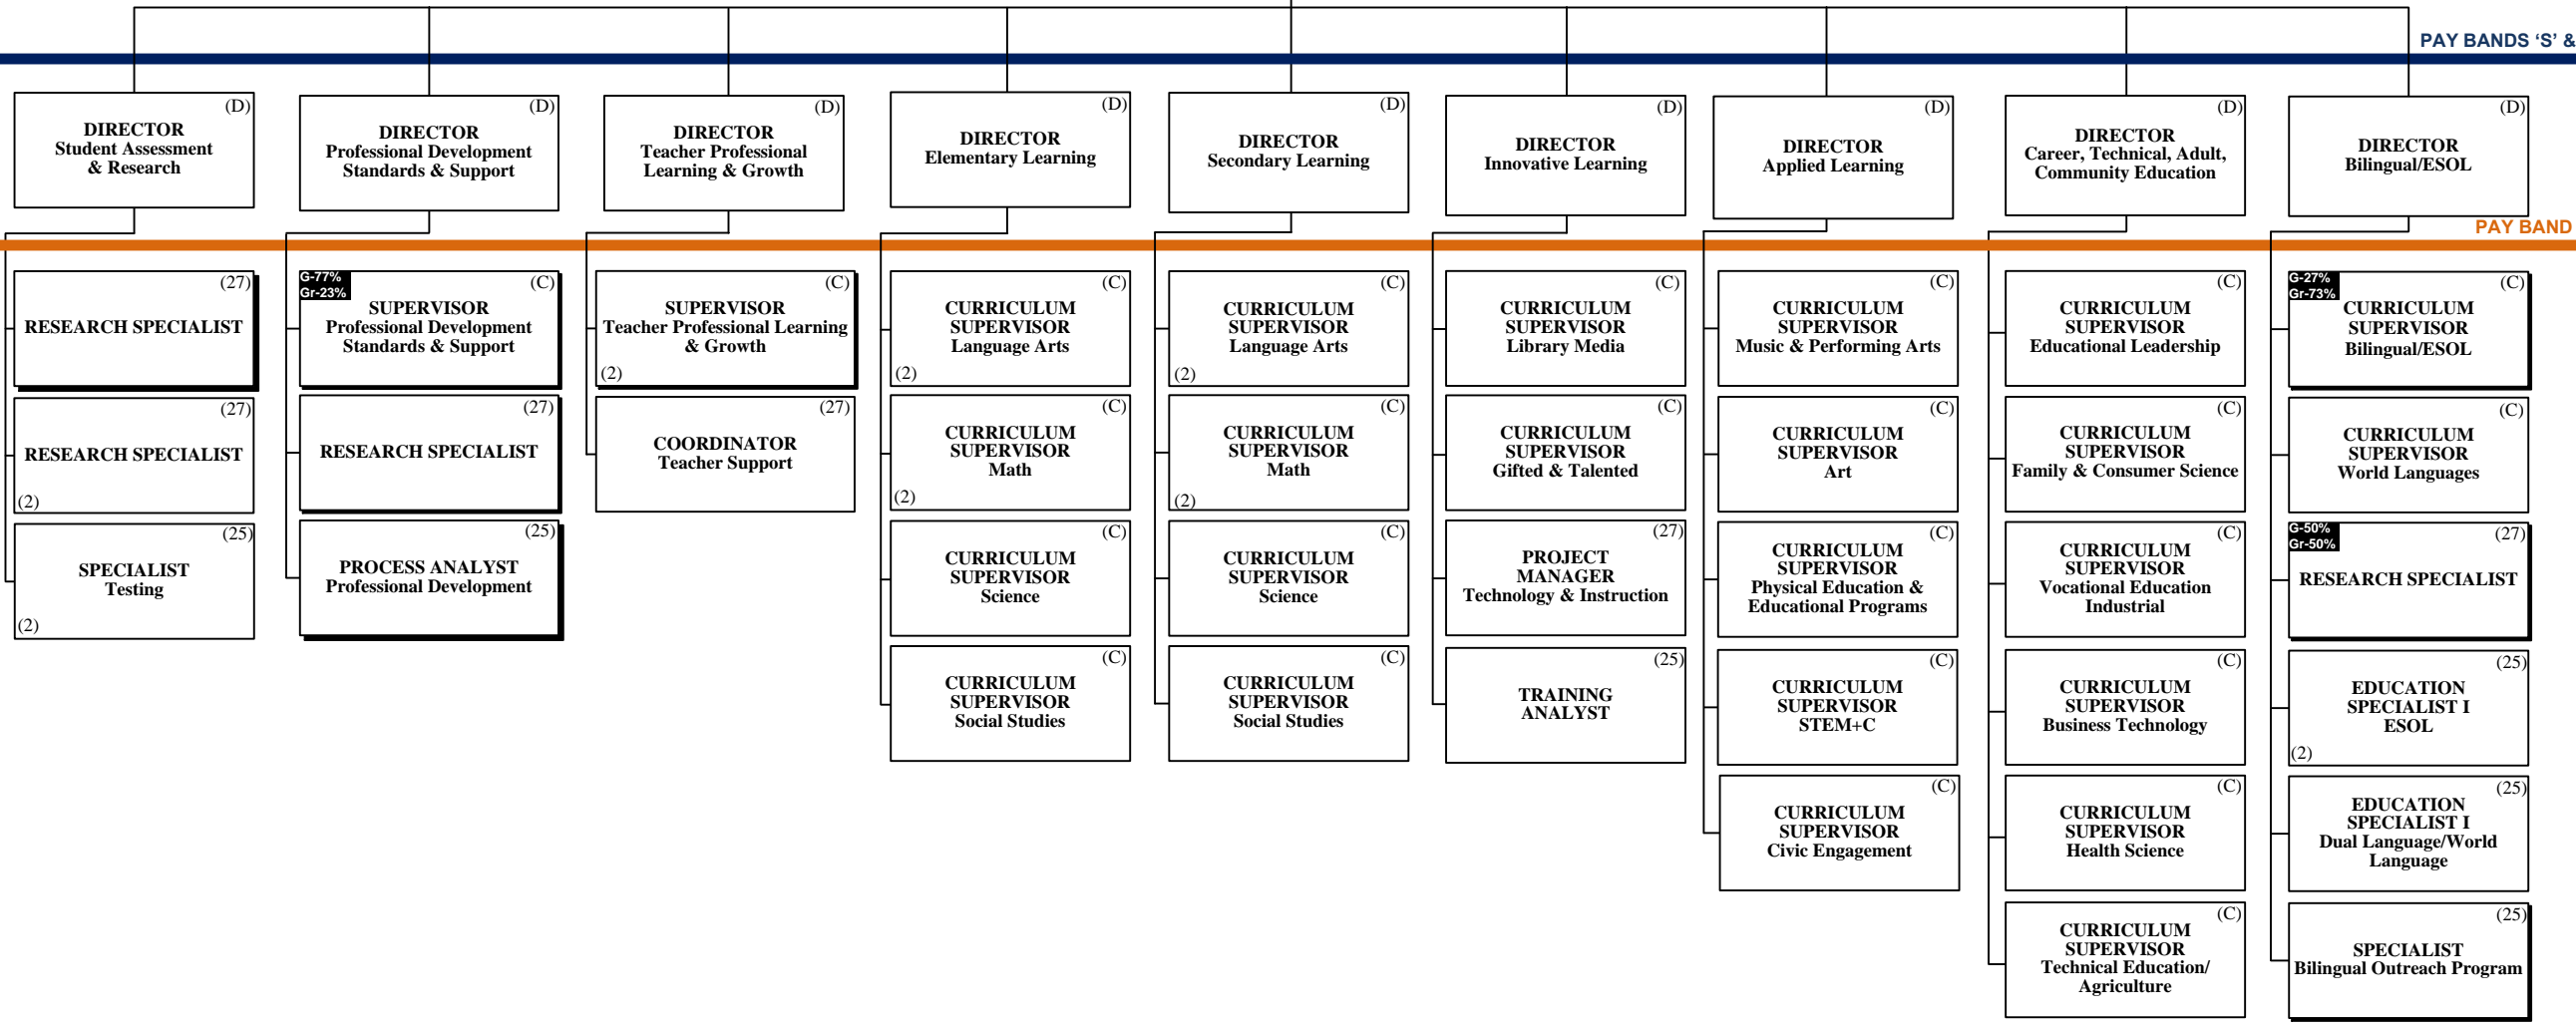 PAY BANDS ‘S’ &
(D)
DIRECTOR
Student Assessment
& Research
(D)
DIRECTOR
Professional Development
Standards & Support
(D)
DIRECTOR
Teacher Professional
Learning & Growth
(D)
DIRECTOR
Elementary Learning
(D)
DIRECTOR
Secondary Learning
(D)
DIRECTOR
Innovative Learning
(D)
DIRECTOR
Applied Learning
(D)
DIRECTOR
Career, Technical, Adult,
Community Education
(D)
DIRECTOR
Bilingual/ESOL
PAY BAND
(27)
RESEARCH SPECIALIST
(27)
RESEARCH SPECIALIST
(2)
(25)
SPECIALIST
Testing
(2)
G-77%
Gr-23%
(C)
SUPERVISOR
Professional Development
Standards & Support
(27)
RESEARCH SPECIALIST
(25)
PROCESS ANALYST
Professional Development
(C)
SUPERVISOR
Teacher Professional Learning
& Growth
(2)
(27)
COORDINATOR
Teacher Support
(C)
CURRICULUM
SUPERVISOR
Language Arts
(2)
(C)
CURRICULUM
SUPERVISOR
Math
(2)
(C)
CURRICULUM
SUPERVISOR
Science
(C)
CURRICULUM
SUPERVISOR
Social Studies
(C)
CURRICULUM
SUPERVISOR
Language Arts
(2)
(C)
CURRICULUM
SUPERVISOR
Math
(2)
(C)
CURRICULUM
SUPERVISOR
Science
(C)
CURRICULUM
SUPERVISOR
Social Studies
(C)
CURRICULUM
SUPERVISOR
Library Media
(C)
CURRICULUM
SUPERVISOR
Gifted & Talented
(27)
PROJECT
MANAGER
Technology & Instruction
(25)
TRAINING
ANALYST
(C)
CURRICULUM
SUPERVISOR
Music & Performing Arts
(C)
CURRICULUM
SUPERVISOR
Art
(C)
CURRICULUM
SUPERVISOR
Physical Education &
Educational Programs
(C)
CURRICULUM
SUPERVISOR
STEM+C
(C)
CURRICULUM
SUPERVISOR
Civic Engagement
(C)
CURRICULUM
SUPERVISOR
Educational Leadership
(C)
CURRICULUM
SUPERVISOR
Family & Consumer Science
(C)
CURRICULUM
SUPERVISOR
Vocational Education
Industrial
(C)
CURRICULUM
SUPERVISOR
Business Technology
(C)
CURRICULUM
SUPERVISOR
Health Science
(C)
CURRICULUM
SUPERVISOR
Technical Education/
Agriculture
G-27%
Gr-73%
(C)
CURRICULUM
SUPERVISOR
Bilingual/ESOL
(C)
CURRICULUM
SUPERVISOR
World Languages
G-50%
Gr-50%
(27)
RESEARCH SPECIALIST
(25)
EDUCATION
SPECIALIST I
ESOL
(2)
(25)
EDUCATION
SPECIALIST I
Dual Language/World
Language
(25)
SPECIALIST
Bilingual Outreach Program